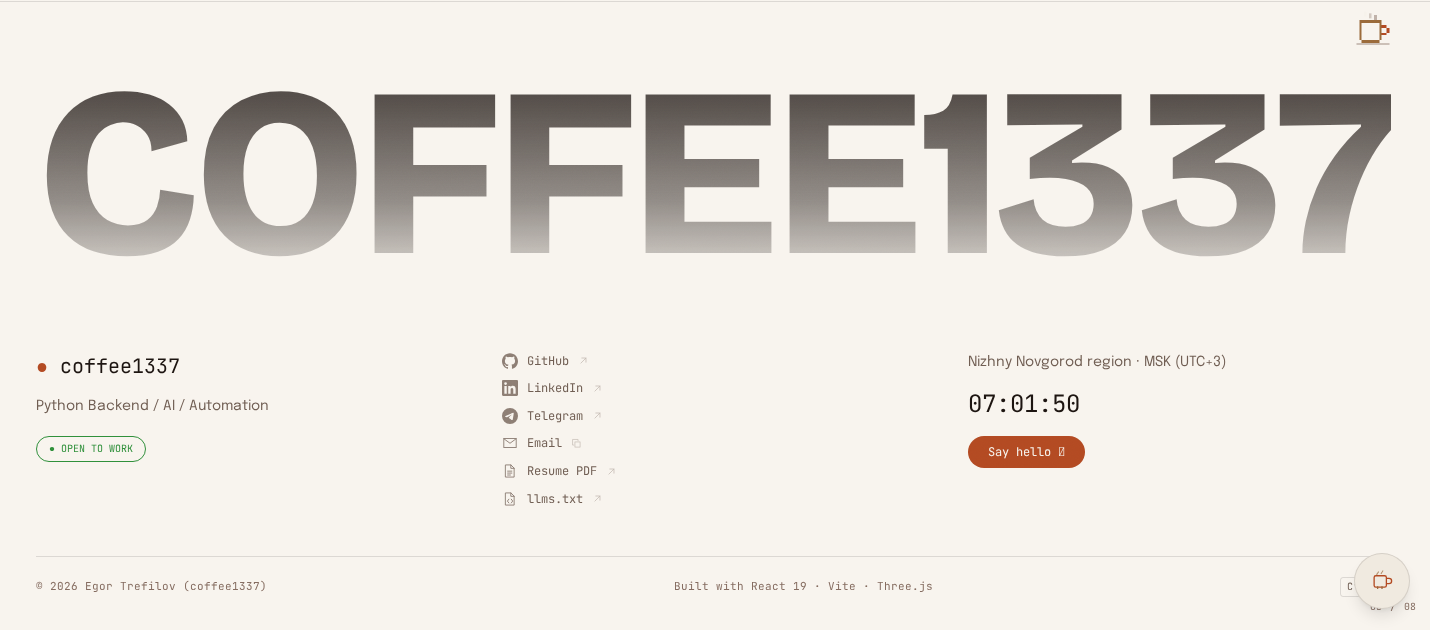 COFFEE1337
coffee1337
Python Backend / AI / Automation
OPEN TO WORK
GitHub
LinkedIn
Telegram
Email
Resume PDF
llms.txt
Nizhny Novgorod region · MSK (UTC+3)
07:01:50
Say hello
© 2026 Egor Trefilov (coffee1337)
Built with React 19 · Vite · Three.js
/ 08